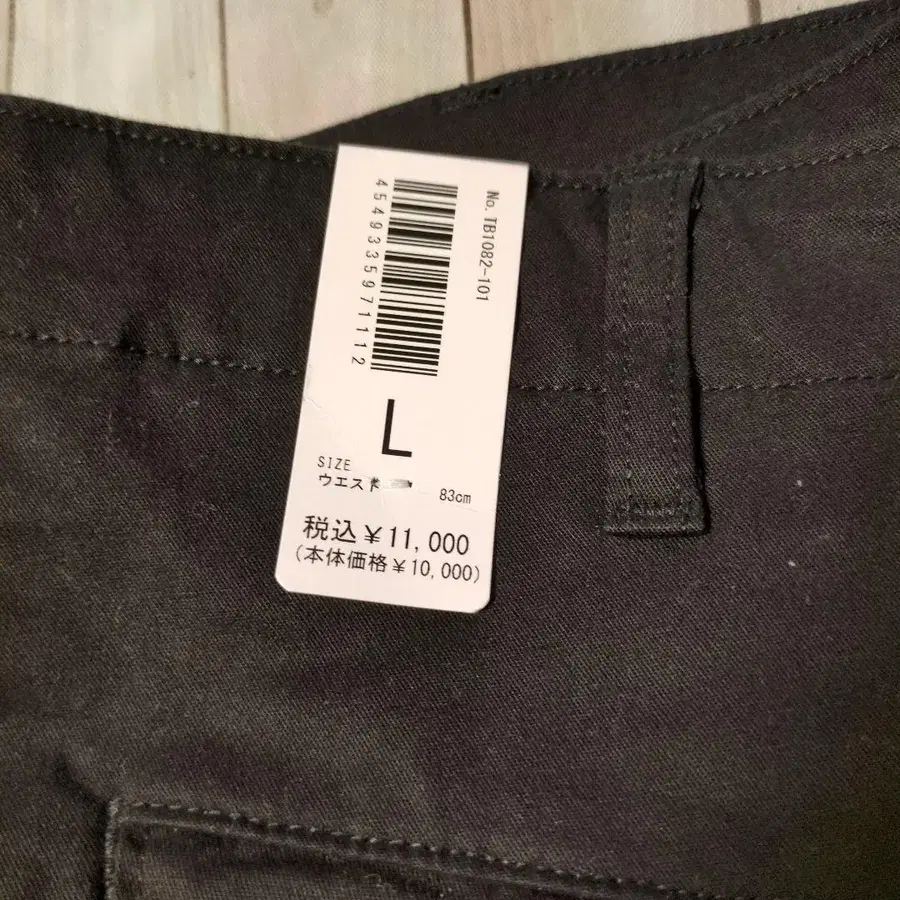 No. TB1082-101
4549335971112
L
SIZE
ウエスト 83cm
税込￥11,000
(本体価格￥10,000)